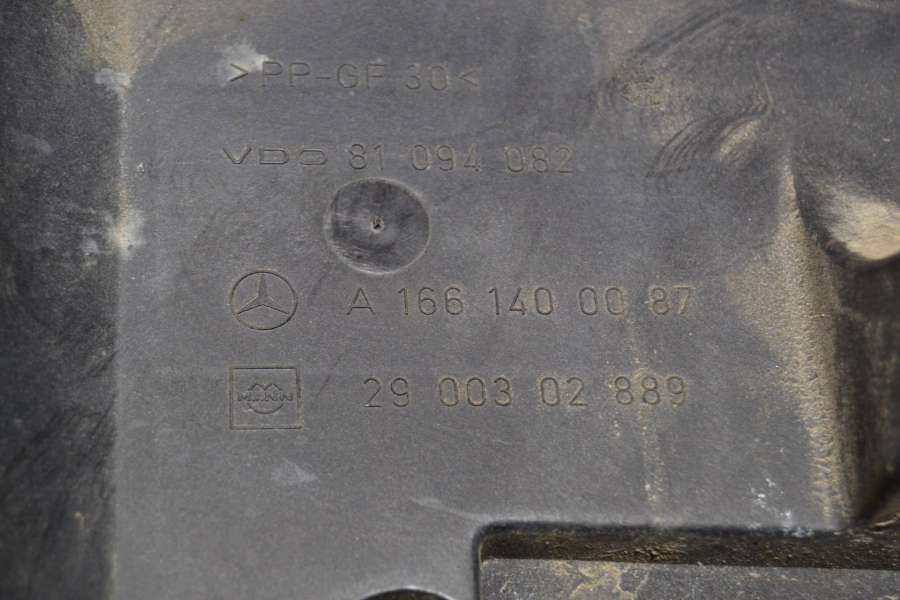 >PP-GF 30<
VDO 81 094 082
A 166 140 00 87
29 003 02 889